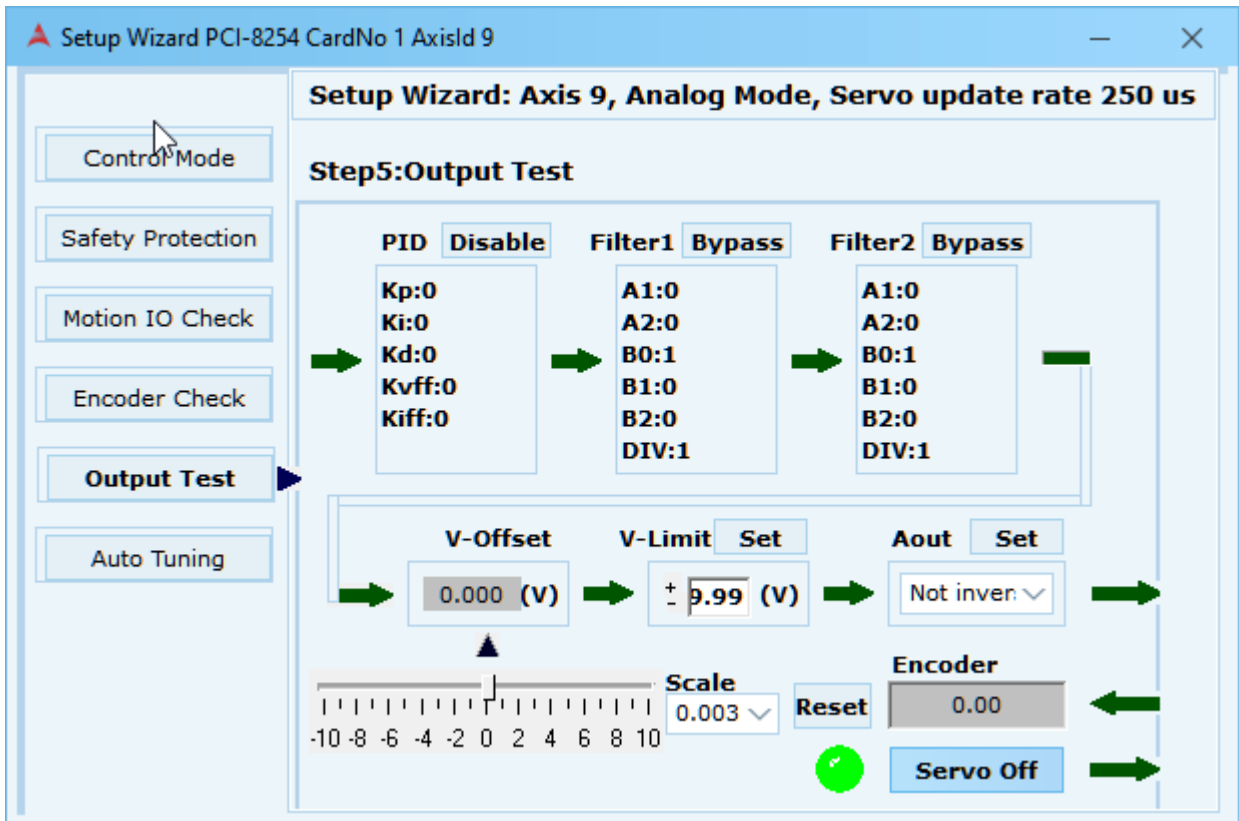 Setup Wizard PCI-8254 CardNo 1 AxisId 9
Setup Wizard: Axis 9, Analog Mode, Servo update rate 250 us
Control Mode
Safety Protection
Motion IO Check
Encoder Check
Output Test
Auto Tuning
Step5:Output Test
PID Disable
Kp:0
Ki:0
Kd:0
Kvff:0
Kiff:0
Filter1 Bypass
A1:0
A2:0
B0:1
B1:0
B2:0
DIV:1
Filter2 Bypass
A1:0
A2:0
B0:1
B1:0
B2:0
DIV:1
V-Offset
0.000 (V)
V-Limit Set
+
-
9.99 (V)
Aout Set
Not inver
-10 -8 -6 -4 -2 0 2 4 6 8 10
Scale
0.003
Reset
Encoder
0.00
Servo Off